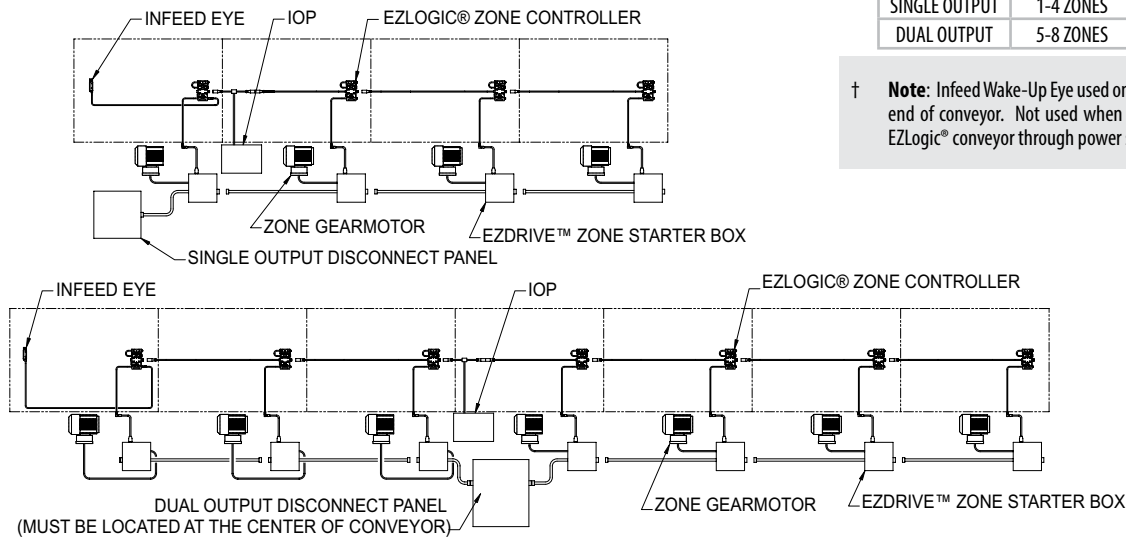 INFEED EYE
IOP
EZLOGIC® ZONE CONTROLLER
ZONE GEARMOTOR
EZDRIVE™ ZONE STARTER BOX
SINGLE OUTPUT DISCONNECT PANEL
SINGLE OUTPUT 1-4 ZONES
DUAL OUTPUT 5-8 ZONES
† Note: Infeed Wake-Up Eye used
end of conveyor. Not used when
EZLogic® conveyor through power
INFEED EYE
IOP
EZLOGIC® ZONE CONTROLLER
DUAL OUTPUT DISCONNECT PANEL
(MUST BE LOCATED AT THE CENTER OF CONVEYOR)
ZONE GEARMOTOR
EZDRIVE™ ZONE STARTER BOX